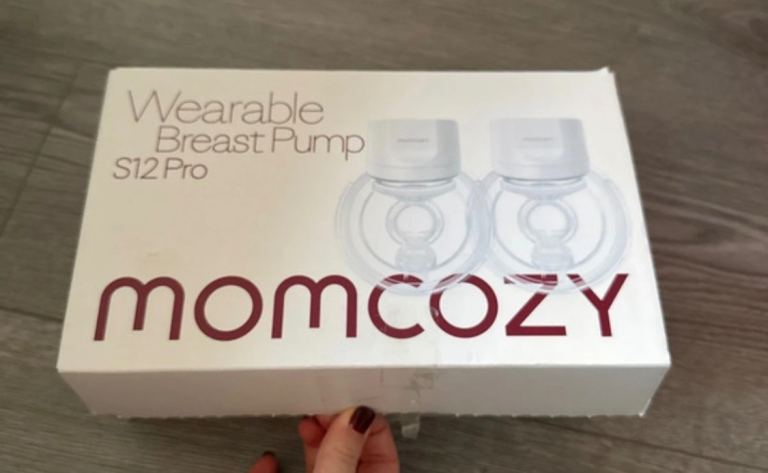 Wearable
Breast Pump
S12 Pro
momcozy